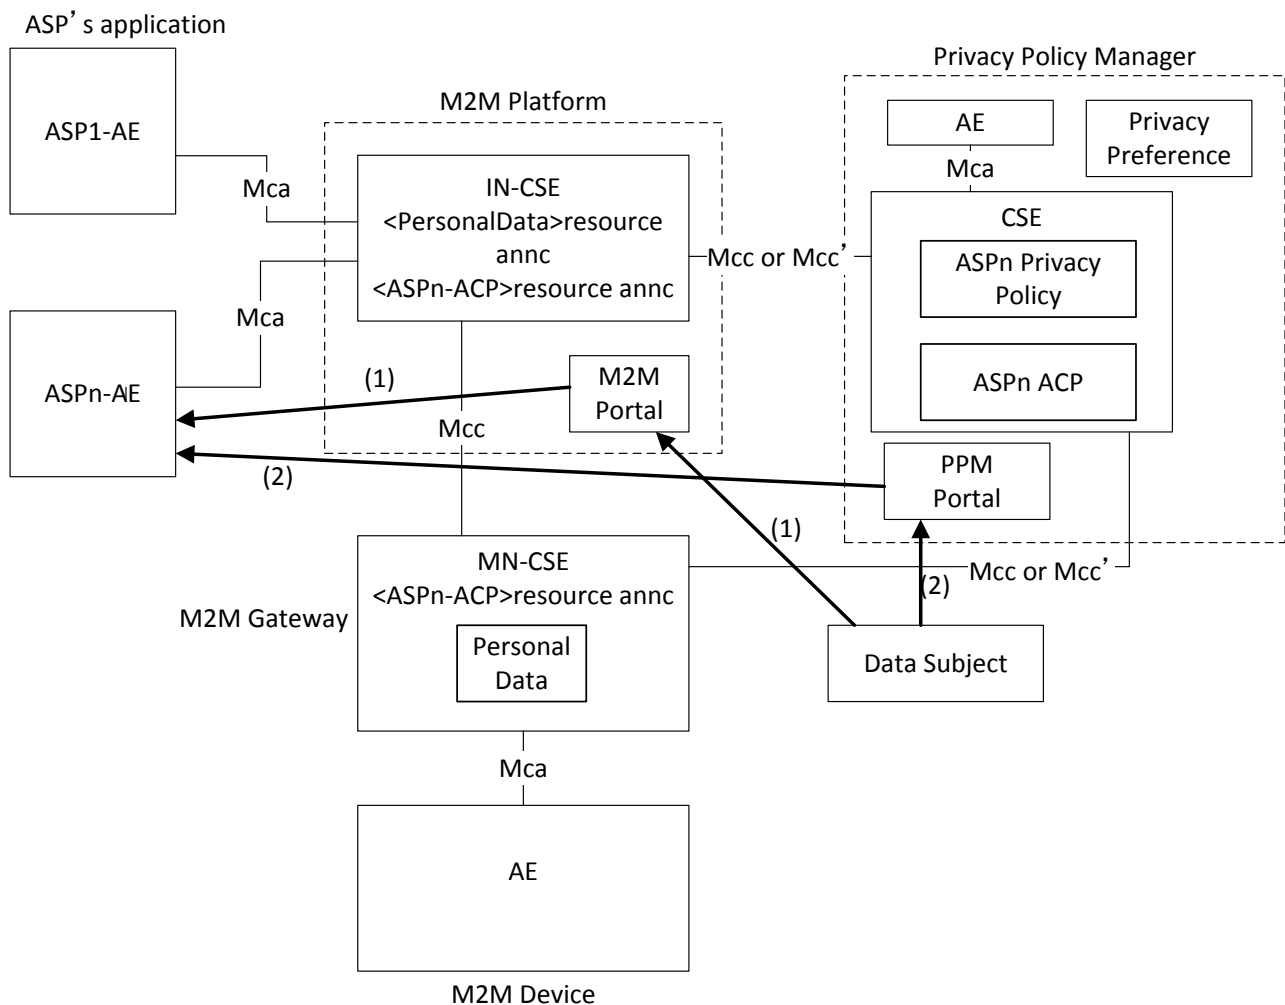 ASP’s application
ASP1-AE
Mca
ASPn-AE
Mca
M2M Platform
IN-CSE
<PersonalData>resource
annc
<ASPn-ACP>resource annc
(1)
M2M
Portal
Mcc
(2)
Mcc or Mcc’
Privacy Policy Manager
AE
Privacy
Preference
Mca
CSE
ASPn Privacy
Policy
ASPn ACP
PPM
Portal
(1)
Mcc or Mcc’
(2)
MN-CSE
<ASPn-ACP>resource annc
M2M Gateway
Personal
Data
Data Subject
Mca
AE
M2M Device